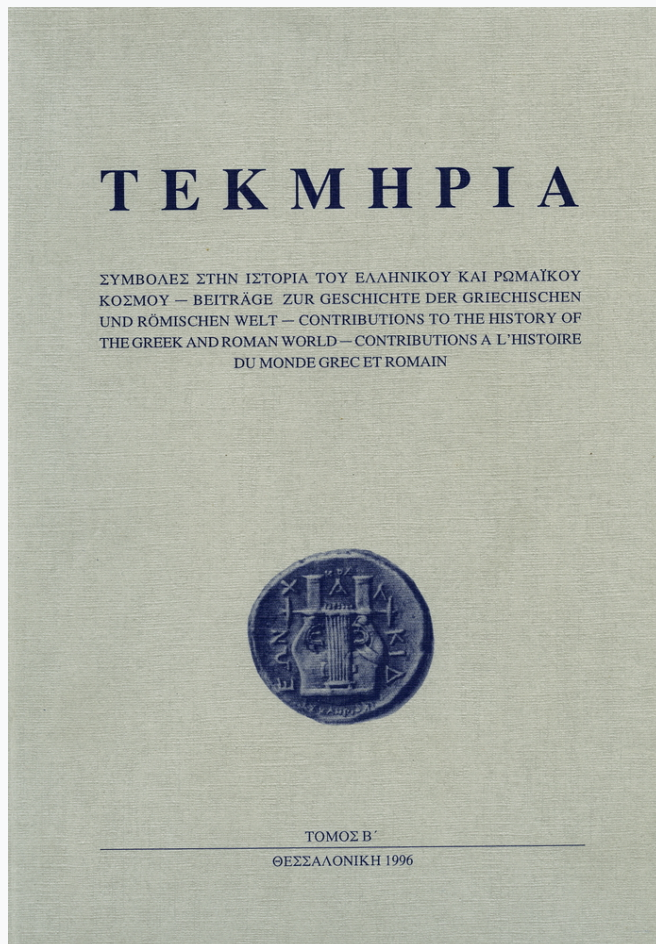 ΤΕΚΜΗΡΙΑ
ΣΥΜΒΟΛΕΣ ΣΤΗΝ ΙΣΤΟΡΙΑ ΤΟΥ ΕΛΛΗΝΙΚΟΥ ΚΑΙ ΡΩΜΑΪΚΟΥ
ΚΟΣΜΟΥ — BEITRÄGE ZUR GESCHICHTE DER GRIECHISCHEN
UND RÖMISCHEN WELT — CONTRIBUTIONS TO THE HISTORY OF
THE GREEK AND ROMAN WORLD — CONTRIBUTIONS A L'HISTOIRE
DU MONDE GREC ET ROMAIN
ΧΑΛΚΙΔΕΩΝ
ΤΟΜΟΣ Β΄
ΘΕΣΣΑΛΟΝΙΚΗ 1996